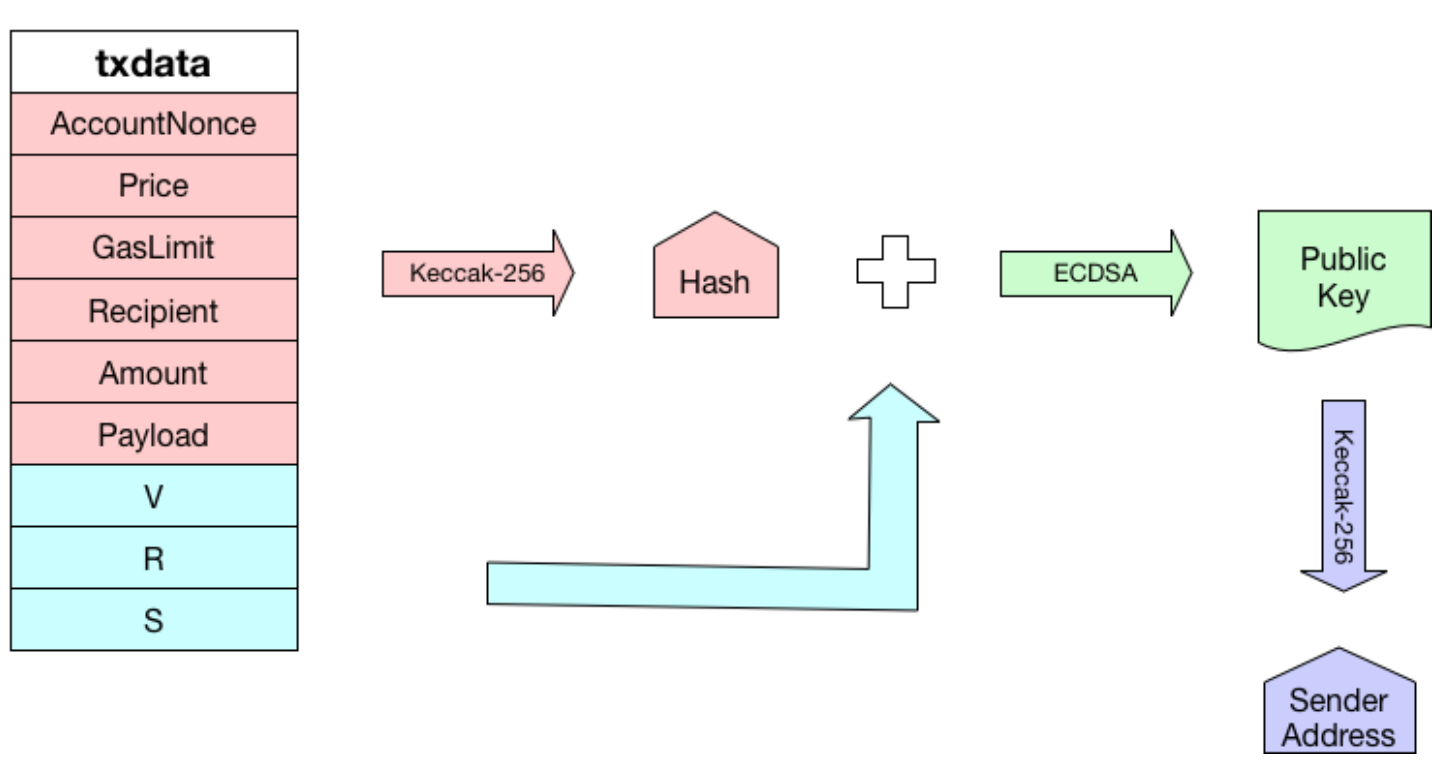 txdata
AccountNonce
Price
GasLimit
Recipient
Amount
Payload
V
R
S
Keccak-256
Hash
ECDSA
Public
Key
Keccak-256
Sender
Address